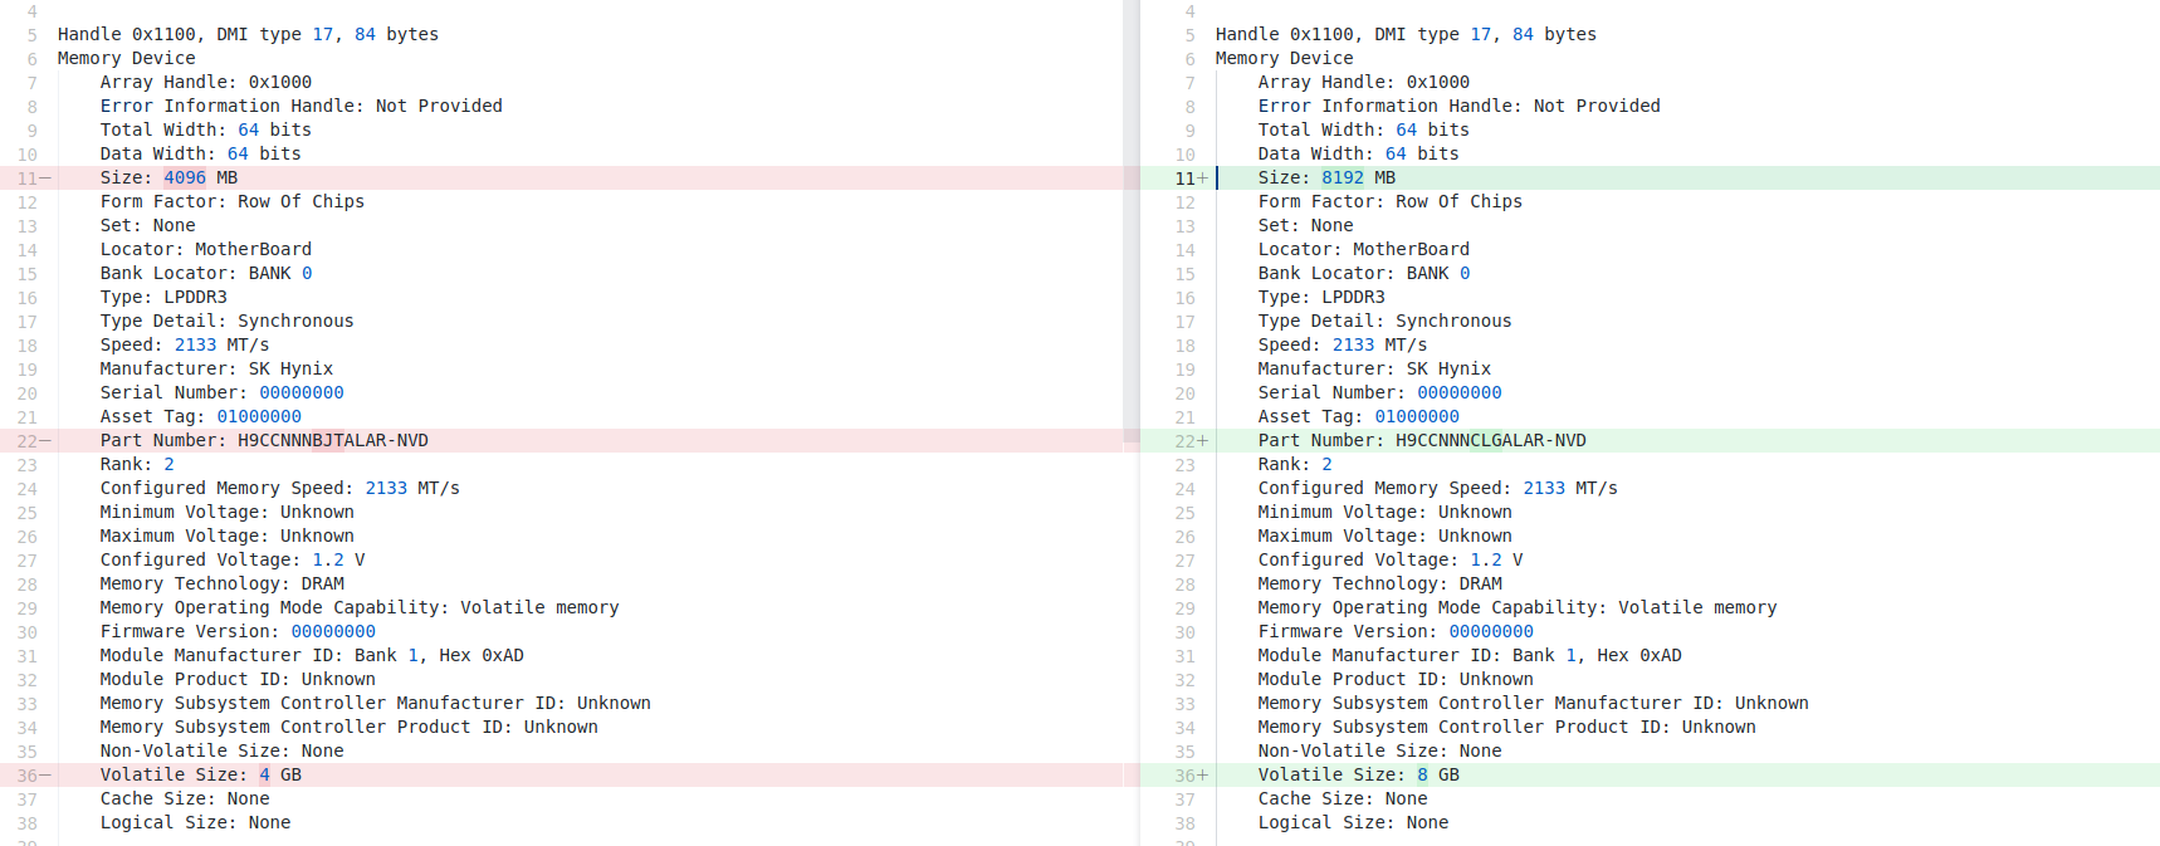 4
5 Handle 0x1100, DMI type 17, 84 bytes
6 Memory Device
7 Array Handle: 0x1000
8 Error Information Handle: Not Provided
9 Total Width: 64 bits
10 Data Width: 64 bits
11— Size: 4096 MB
12 Form Factor: Row Of Chips
13 Set: None
14 Locator: MotherBoard
15 Bank Locator: BANK 0
16 Type: LPDDR3
17 Type Detail: Synchronous
18 Speed: 2133 MT/s
19 Manufacturer: SK Hynix
20 Serial Number: 00000000
21 Asset Tag: 01000000
22— Part Number: H9CCNNNBJTALAR-NVD
23 Rank: 2
24 Configured Memory Speed: 2133 MT/s
25 Minimum Voltage: Unknown
26 Maximum Voltage: Unknown
27 Configured Voltage: 1.2 V
28 Memory Technology: DRAM
29 Memory Operating Mode Capability: Volatile memory
30 Firmware Version: 00000000
31 Module Manufacturer ID: Bank 1, Hex 0xAD
32 Module Product ID: Unknown
33 Memory Subsystem Controller Manufacturer ID: Unknown
34 Memory Subsystem Controller Product ID: Unknown
35 Non-Volatile Size: None
36— Volatile Size: 4 GB
37 Cache Size: None
38 Logical Size: None
39
4
5 Handle 0x1100, DMI type 17, 84 bytes
6 Memory Device
7 Array Handle: 0x1000
8 Error Information Handle: Not Provided
9 Total Width: 64 bits
10 Data Width: 64 bits
11+ Size: 8192 MB
12 Form Factor: Row Of Chips
13 Set: None
14 Locator: MotherBoard
15 Bank Locator: BANK 0
16 Type: LPDDR3
17 Type Detail: Synchronous
18 Speed: 2133 MT/s
19 Manufacturer: SK Hynix
20 Serial Number: 00000000
21 Asset Tag: 01000000
22+ Part Number: H9CCNNNCLGALAR-NVD
23 Rank: 2
24 Configured Memory Speed: 2133 MT/s
25 Minimum Voltage: Unknown
26 Maximum Voltage: Unknown
27 Configured Voltage: 1.2 V
28 Memory Technology: DRAM
29 Memory Operating Mode Capability: Volatile memory
30 Firmware Version: 00000000
31 Module Manufacturer ID: Bank 1, Hex 0xAD
32 Module Product ID: Unknown
33 Memory Subsystem Controller Manufacturer ID: Unknown
34 Memory Subsystem Controller Product ID: Unknown
35 Non-Volatile Size: None
36+ Volatile Size: 8 GB
37 Cache Size: None
38 Logical Size: None
39